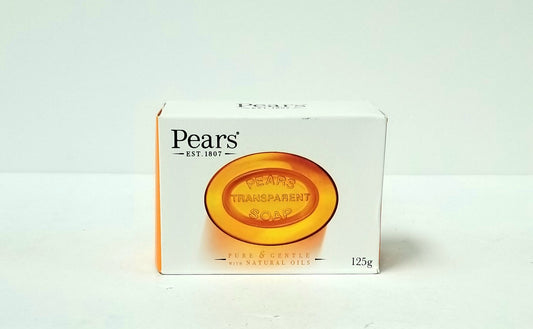 Pears®
Pears®
EST. 1807
PEARS
TRANSPARENT
SOAP
PURE & GENTLE
WITH NATURAL OILS
125g